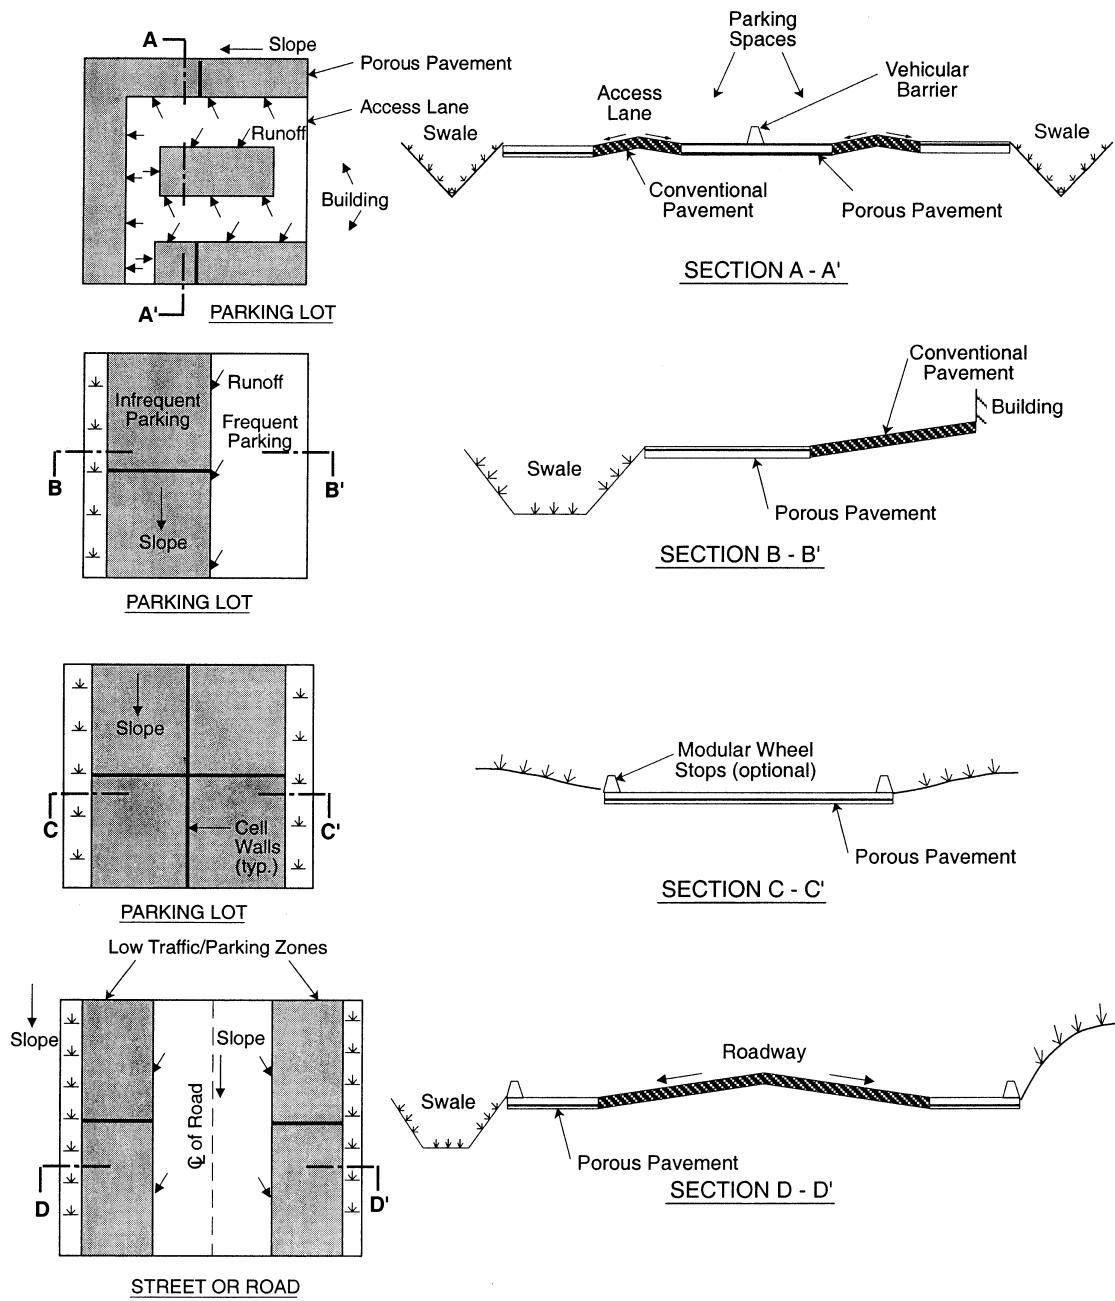 A
Slope
Porous Pavement
Access Lane
Runoff
Building
A'
PARKING LOT
Parking
Spaces
Vehicular
Barrier
Access
Lane
Swale
Swale
Conventional
Pavement
Porous Pavement
SECTION A - A'
Runoff
Infrequent
Parking
Frequent
Parking
B
B'
Slope
PARKING LOT
Conventional
Pavement
Building
Swale
Porous Pavement
SECTION B - B'
Slope
C
C'
Cell
Walls
(typ.)
PARKING LOT
Modular Wheel
Stops (optional)
Porous Pavement
SECTION C - C'
Low Traffic/Parking Zones
Slope
Slope
℄ of Road
D
D'
STREET OR ROAD
Roadway
Swale
Porous Pavement
SECTION D - D'